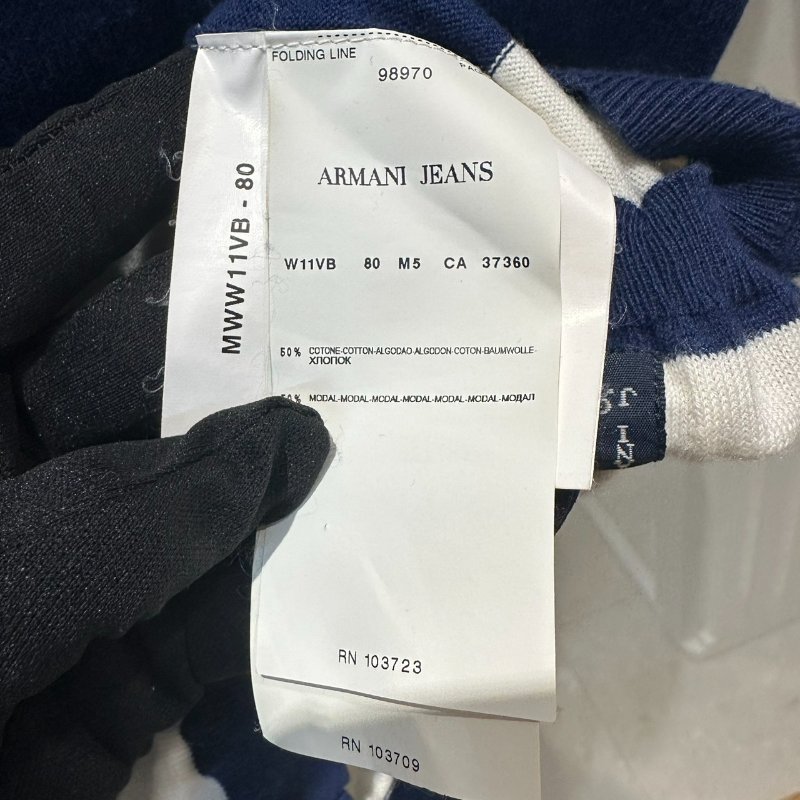 FOLDING LINE
98970
ARMANI JEANS
MWW11VB - 80
W11VB 80 M5 CA 37360
50% COTONE-COTTON-ALGODAO-ALGODON-COTON-BAUMWOLLE-
ХЛОПОК
MODAL-MODAL-MODAL-MODAL-MODAL-MODAL-МОДАЛ
RN 103723
RN 103709